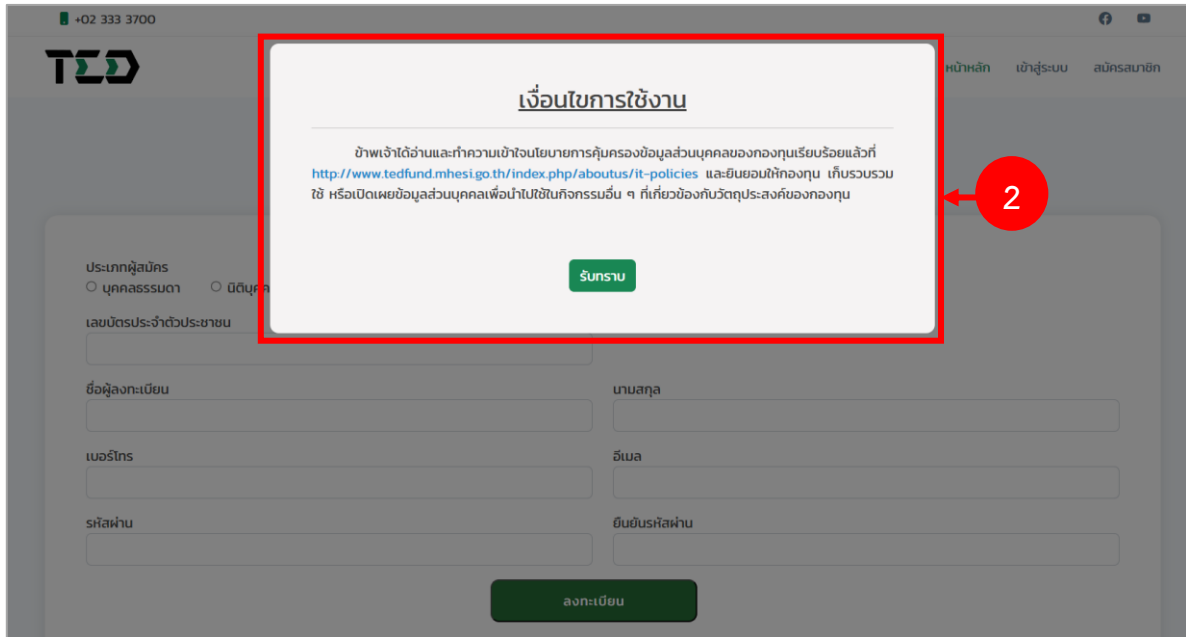 +02 333 3700
TED
หน้าหลัก เข้าสู่ระบบ สมัครสมาชิก
เงื่อนไขการใช้งาน
ข้าพเจ้าได้อ่านและทำความเข้าใจนโยบายการคุ้มครองข้อมูลส่วนบุคคลของกองทุนเรียบร้อยแล้วที่
http://www.tedfund.mhesi.go.th/index.php/aboutus/it-policies และยินยอมให้กองทุน เก็บรวบรวม
ใช้ หรือเปิดเผยข้อมูลส่วนบุคคลเพื่อนำไปใช้ในกิจกรรมอื่น ๆ ที่เกี่ยวข้องกับวัตถุประสงค์ของกองทุน
2
รับทราบ
ประเภทผู้สมัคร
บุคคลธรรมดา นิติบุคค
เลขบัตรประจำตัวประชาชน
ชื่อผู้ลงทะเบียน นามสกุล
เบอร์โทร อีเมล
รหัสผ่าน ยืนยันรหัสผ่าน
ลงทะเบียน